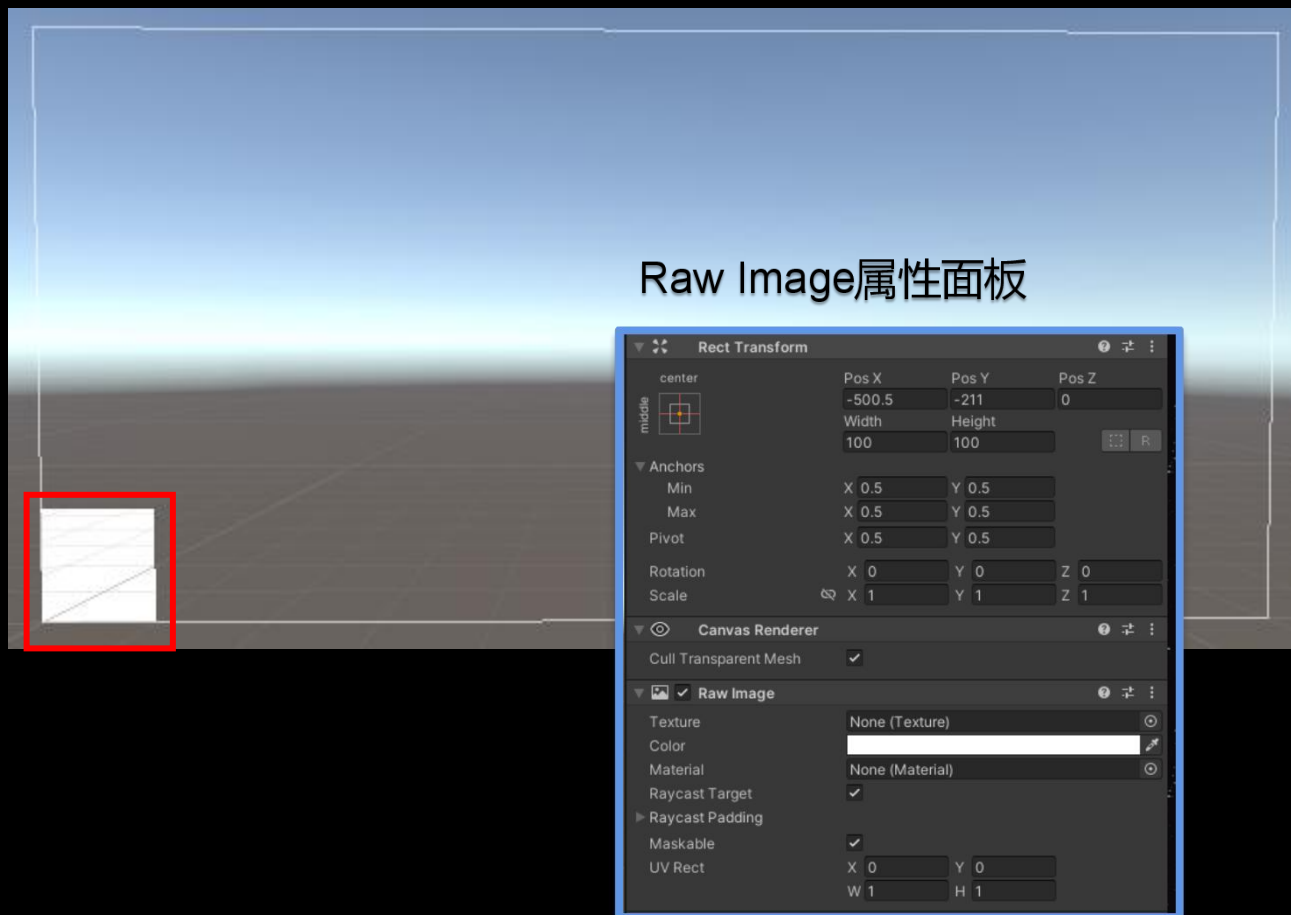 Raw Image属性面板
Rect Transform
center
middle
Pos X Pos Y Pos Z
-500.5 -211 0
Width Height
100 100
R
Anchors
Min X 0.5 Y 0.5
Max X 0.5 Y 0.5
Pivot X 0.5 Y 0.5
Rotation X 0 Y 0 Z 0
Scale X 1 Y 1 Z 1
Canvas Renderer
Cull Transparent Mesh
Raw Image
Texture None (Texture)
Color
Material None (Material)
Raycast Target
Raycast Padding
Maskable
UV Rect X 0 Y 0
W 1 H 1